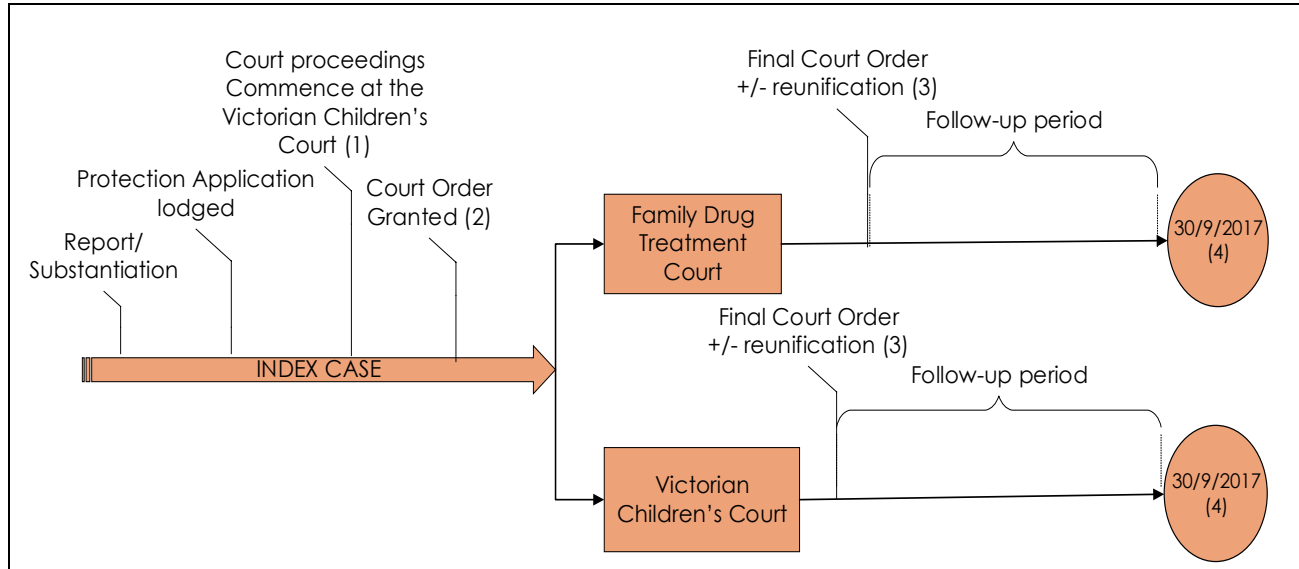 Report/
Substantiation
Protection Application
lodged
Court proceedings
Commence at the
Victorian Children's
Court (1)
Court Order
Granted (2)
INDEX CASE
Family Drug
Treatment
Court
Final Court Order
+/- reunification (3)
Follow-up period
30/9/2017
(4)
Victorian
Children's Court
Final Court Order
+/- reunification (3)
Follow-up period
30/9/2017
(4)